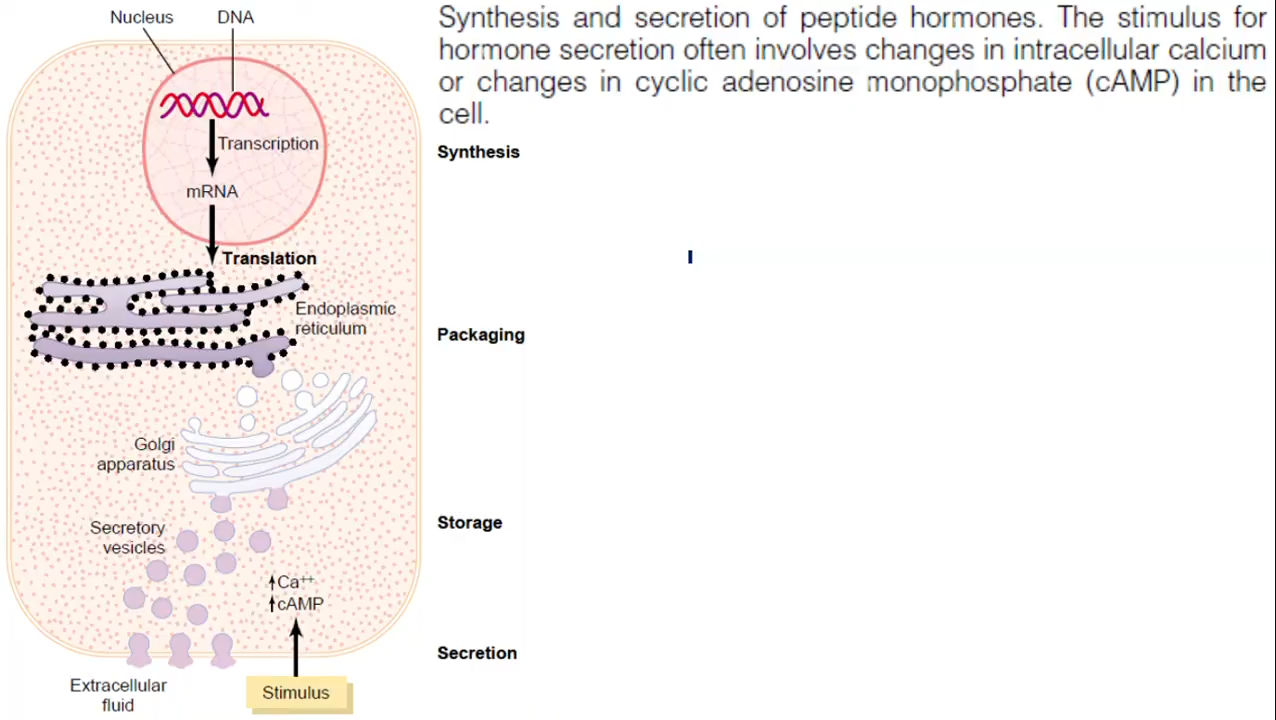 Nucleus
DNA
Synthesis and secretion of peptide hormones. The stimulus for
hormone secretion often involves changes in intracellular calcium
or changes in cyclic adenosine monophosphate (cAMP) in the
cell.
Transcription
mRNA
Translation
Endoplasmic
reticulum
Golgi
apparatus
Secretory
vesicles
Ca++
cAMP
Extracellular
fluid
Stimulus
Synthesis
Packaging
Storage
Secretion